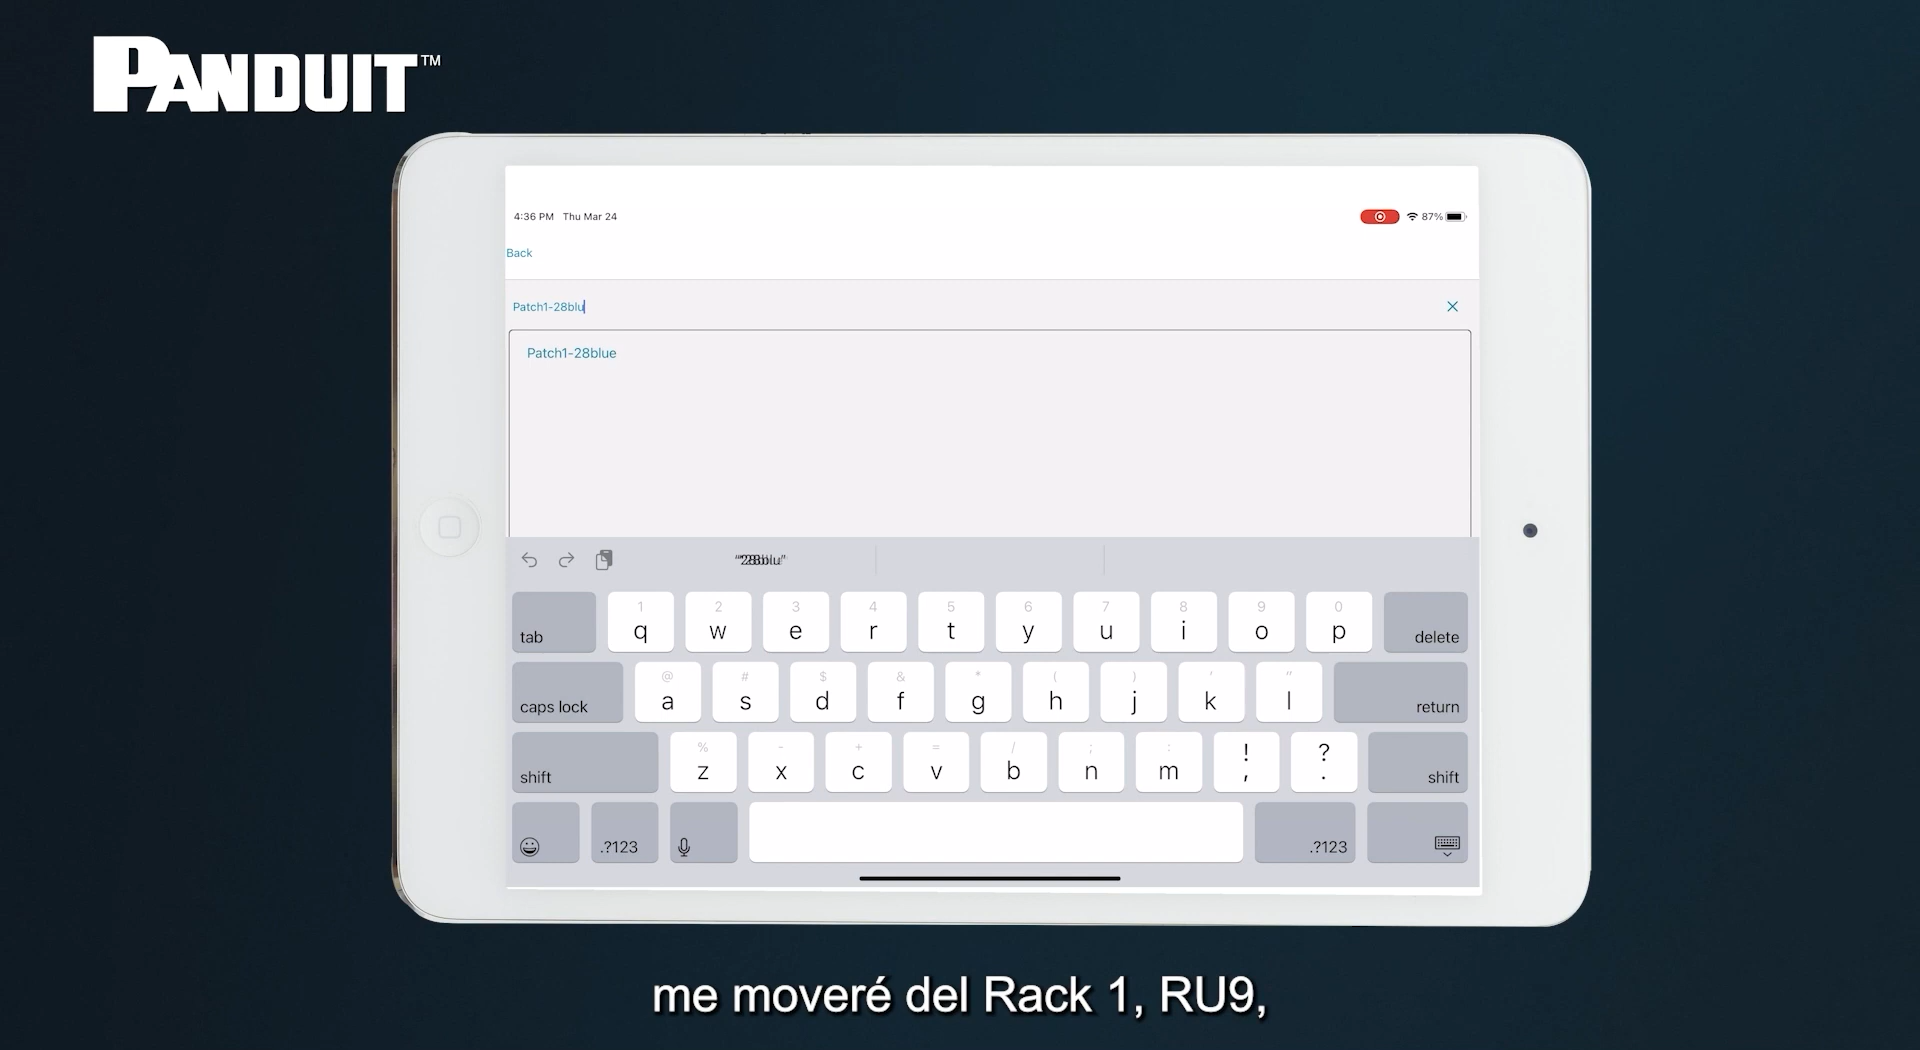 PANDUIT™
4:36 PM Thu Mar 24
87%
Back
Patch1-28blu
Patch1-28blue
1 2 3 4 5 6 7 8 9 0
tab q w e r t y u i o p delete
@ # $ & * ( ) ' "
caps lock a s d f g h j k l return
% - + = / ; : ! ?
shift z x c v b n m , . shift
.?123 .?123
me moveré del Rack 1, RU9,